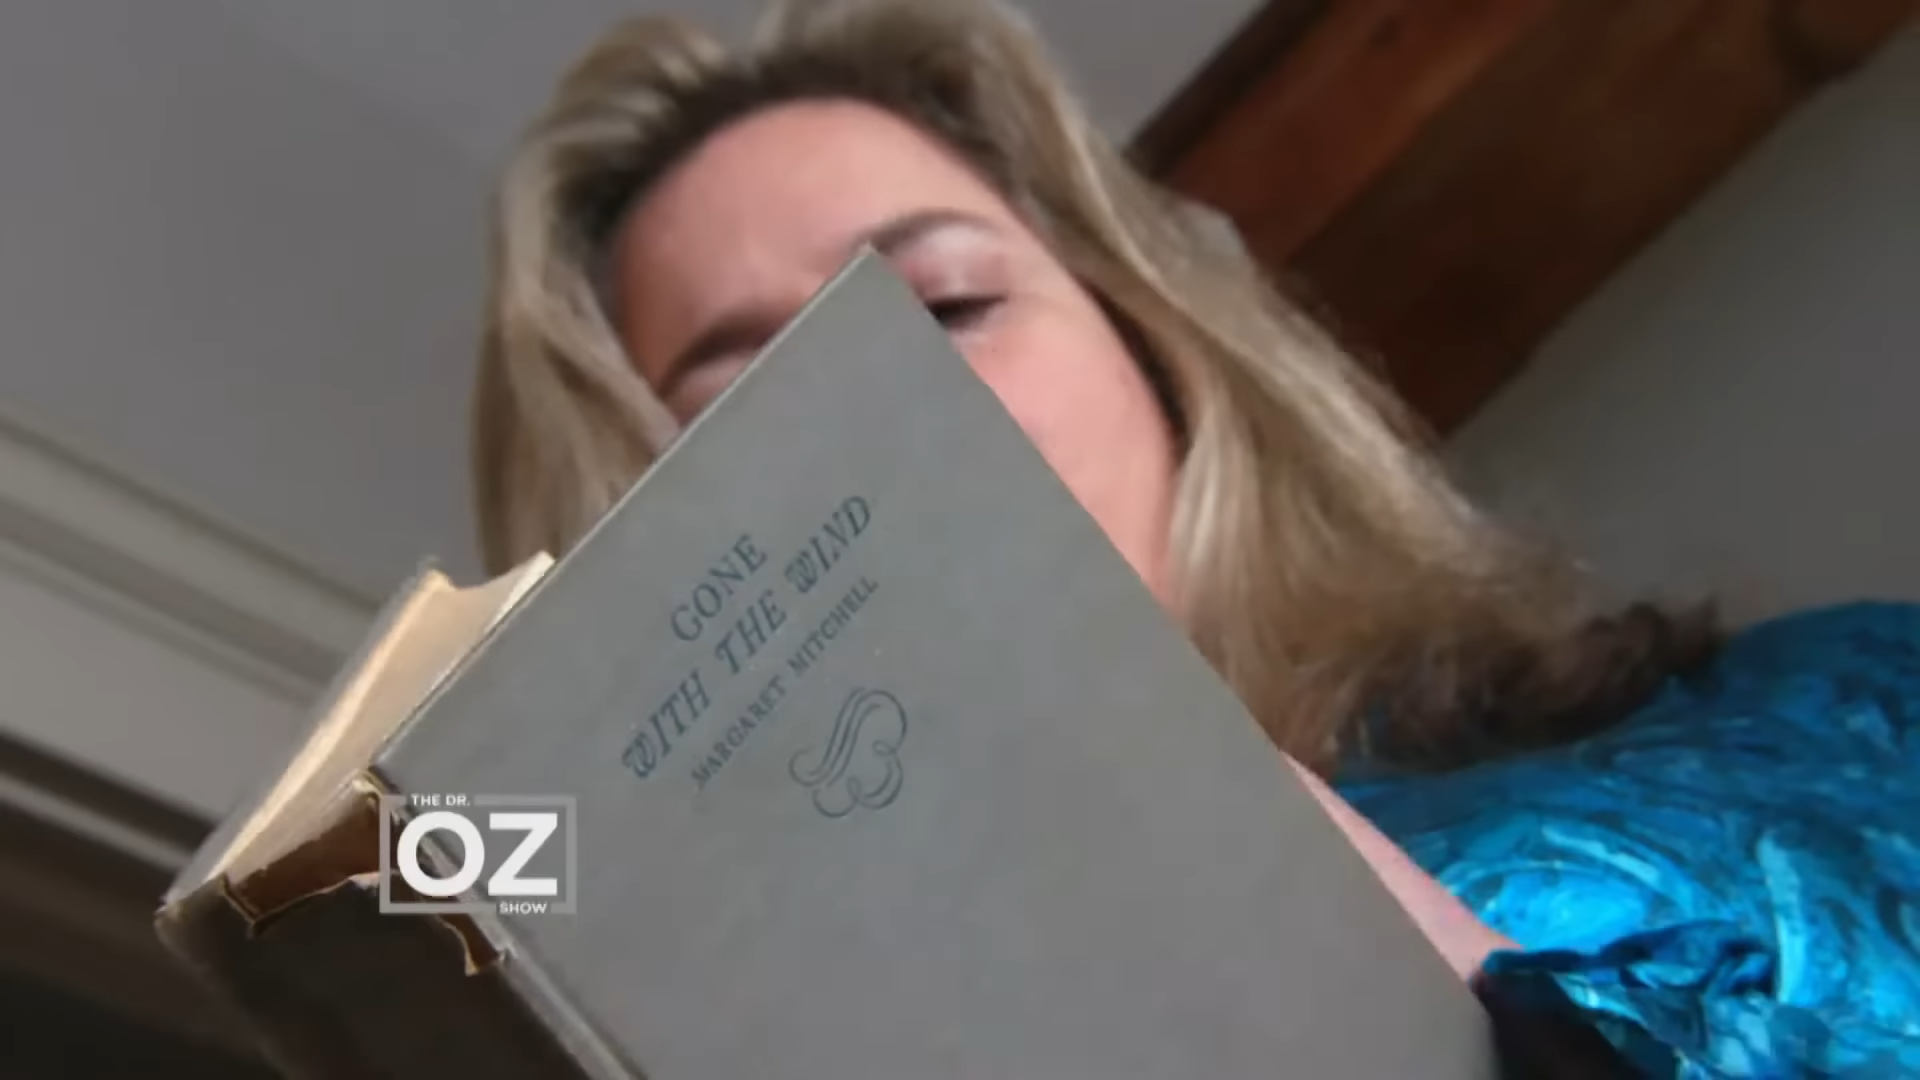 GONE
WITH THE WIND
MARGARET MITCHELL
THE DR.
OZ
SHOW